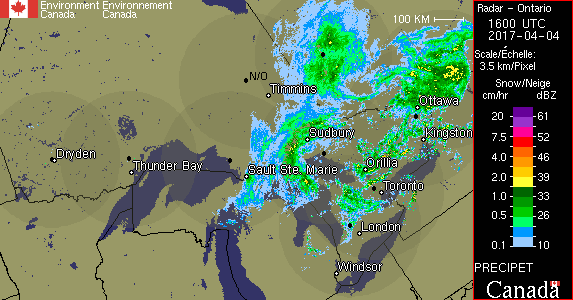 Environment Environnement
Canada Canada
100 KM
N/O
Timmins
Ottawa
Sudbury
Kingston
Dryden
Thunder Bay
Sault Ste. Marie
Orillia
Toronto
London
Windsor
Radar - Ontario
1600 UTC
2017-04-04
Scale/Échelle:
3.5 km/Pixel
Snow/Neige
cm/hr dBZ
20 61
7.5 52
4.0 46
2.0 39
1.0 33
0.5 26
0.1 10
PRECIPET
Canada